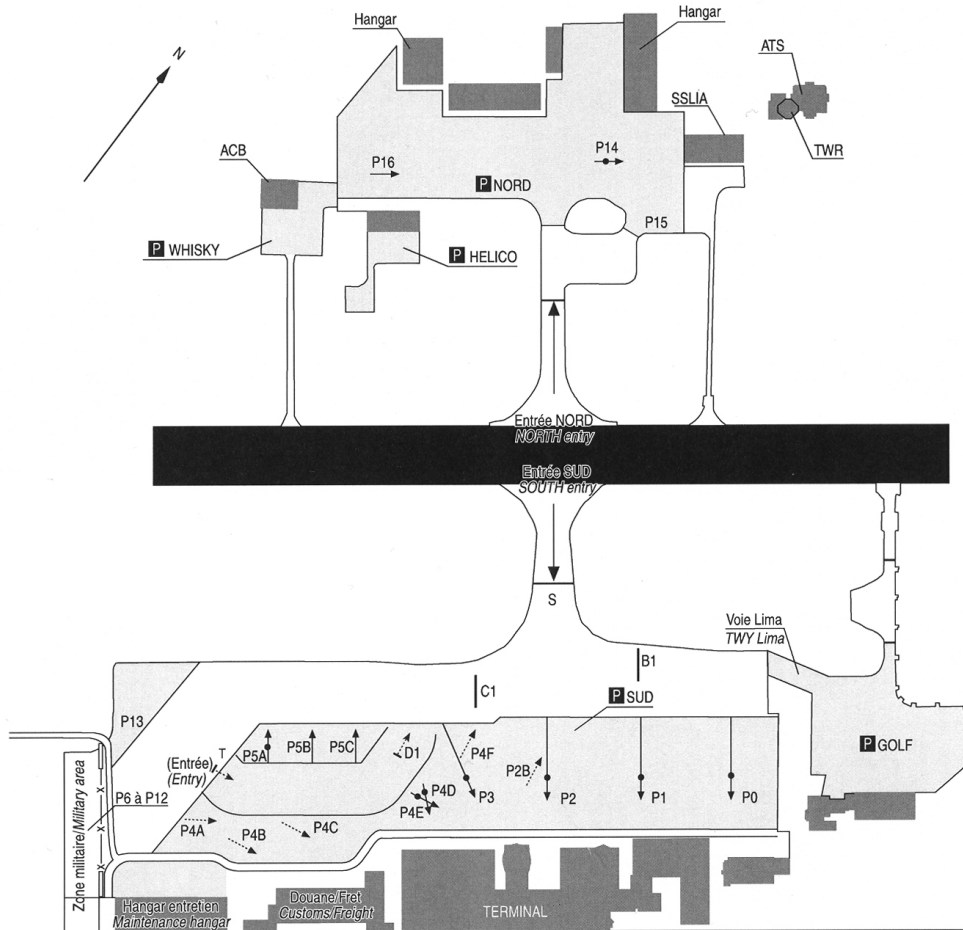 Hangar
Hangar
N
ATS
SSLIA
TWR
ACB
P14
P16
P NORD
P15
P WHISKY
P HELICO
Entrée NORD
NORTH entry
Entrée SUD
SOUTH entry
S
Voie Lima
TWY Lima
B1
C1
P SUD
P13
P GOLF
T
P5A
P5B
P5C
D1
P4F
(Entrée)
(Entry)
P2B
P6 à P12
P4D
P4E
P3
P2
P1
P0
P4A
P4B
P4C
Zone militaire/Military area
Hangar entretien
Maintenance hangar
Douane/Fret
Customs/Freight
TERMINAL
x
x
x